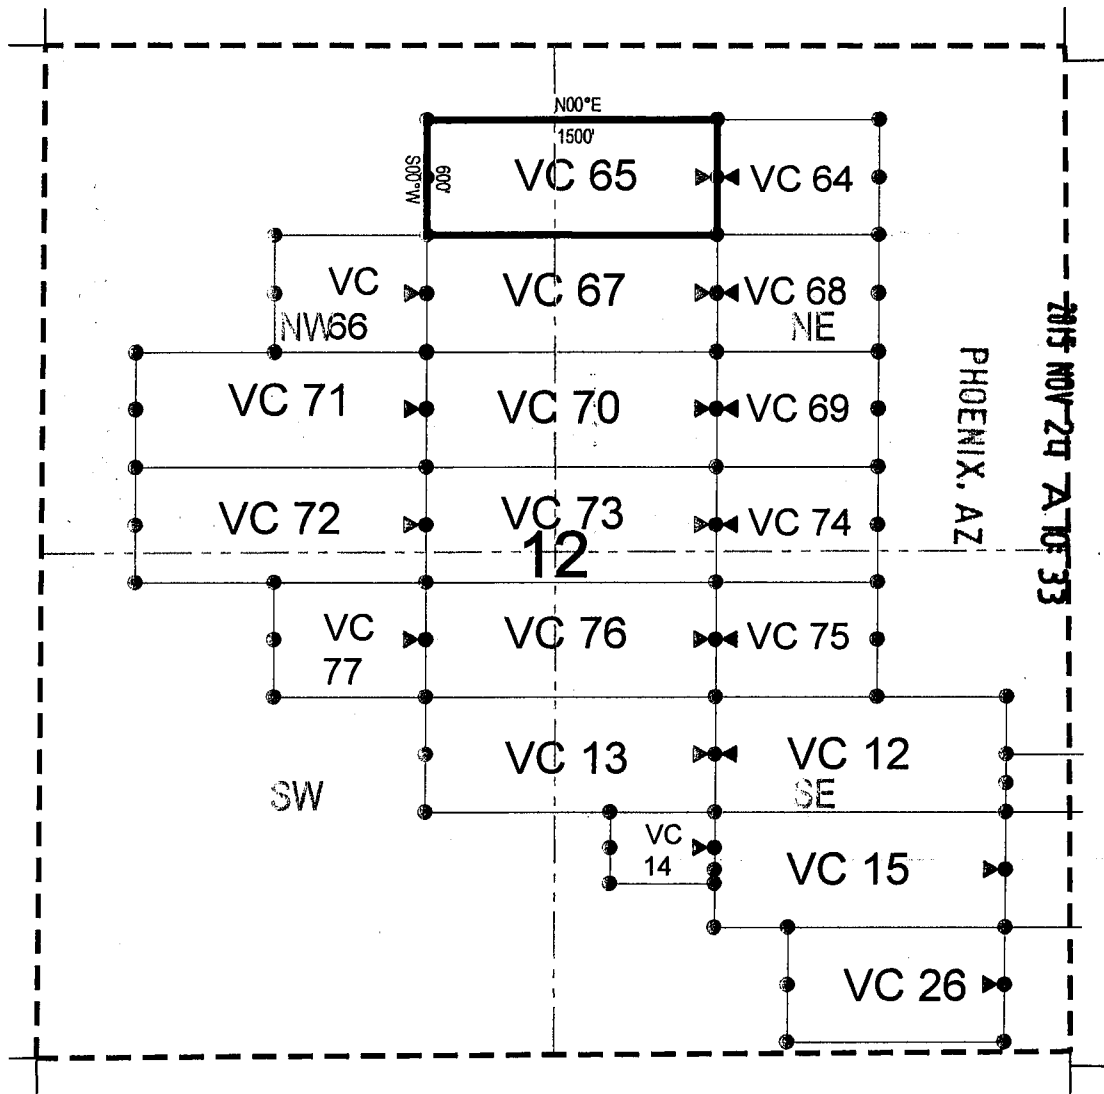 N00°E
1500'
S00°W
600'
VC 65
VC 64
VC
66
VC 67
VC 68
NW
NE
VC 71
VC 70
VC 69
VC 72
VC 73
VC 74
12
VC
77
VC 76
VC 75
VC 13
VC 12
SW
SE
VC
14
VC 15
VC 26
PHOENIX, AZ
2015 NOV 24 A 10:33